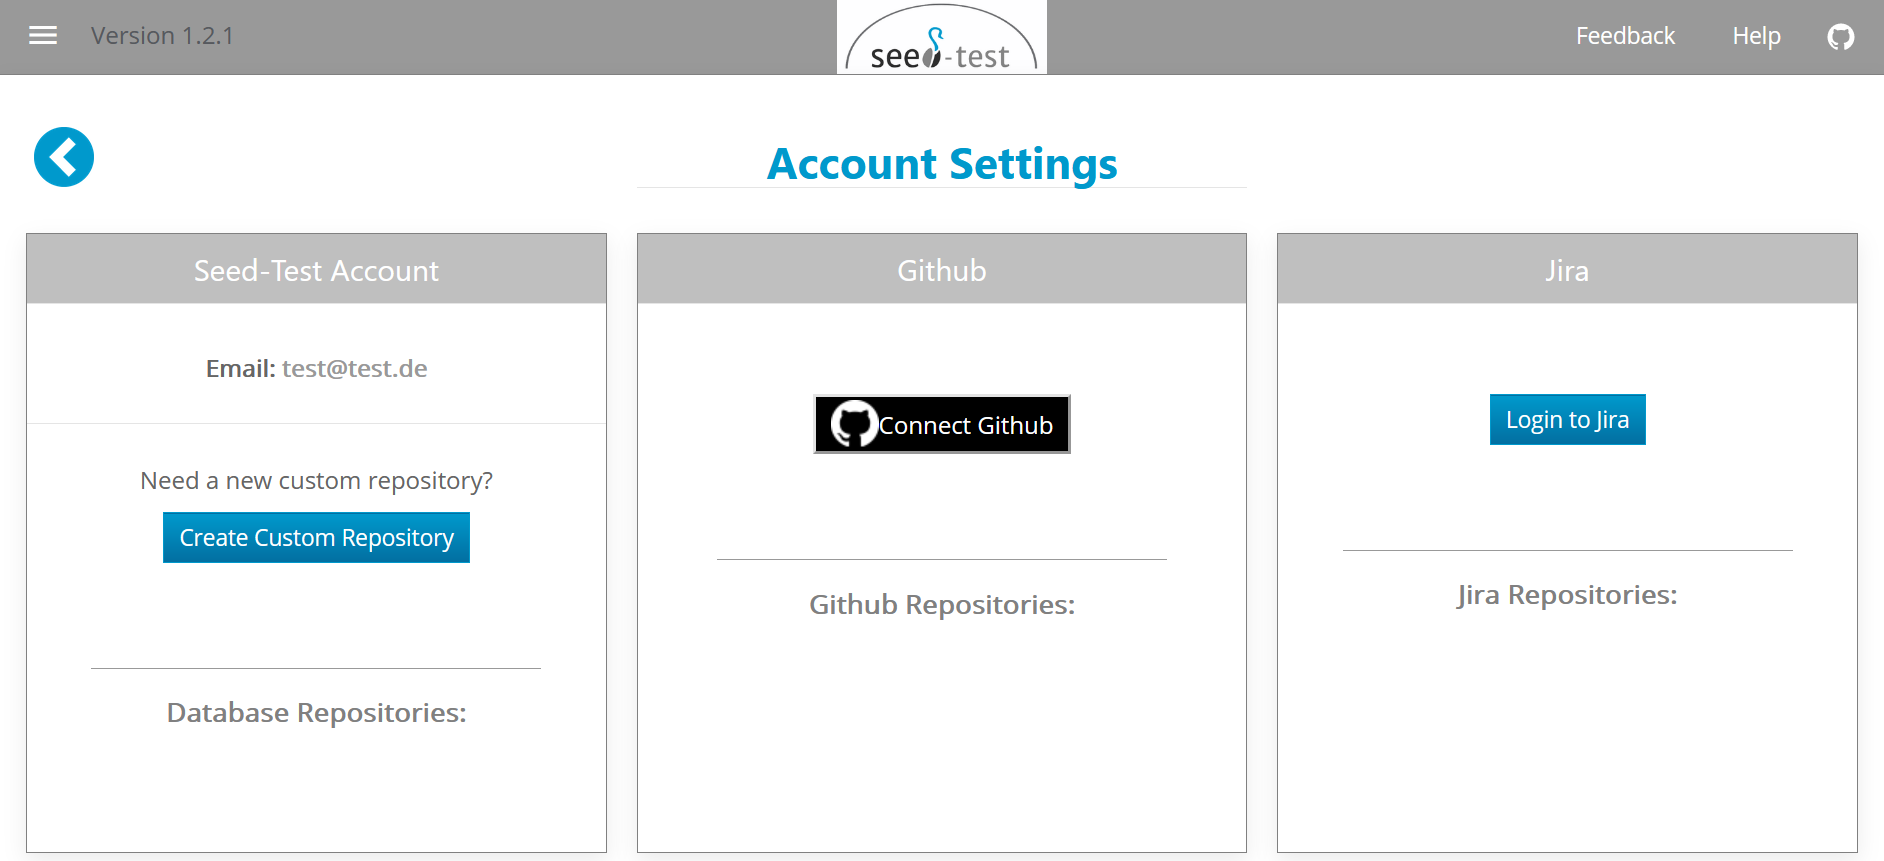 Version 1.2.1
seed-test
Feedback
Help
Account Settings
Seed-Test Account
Email: test@test.de
Need a new custom repository?
Create Custom Repository
Database Repositories:
Github
Connect Github
Github Repositories:
Jira
Login to Jira
Jira Repositories: